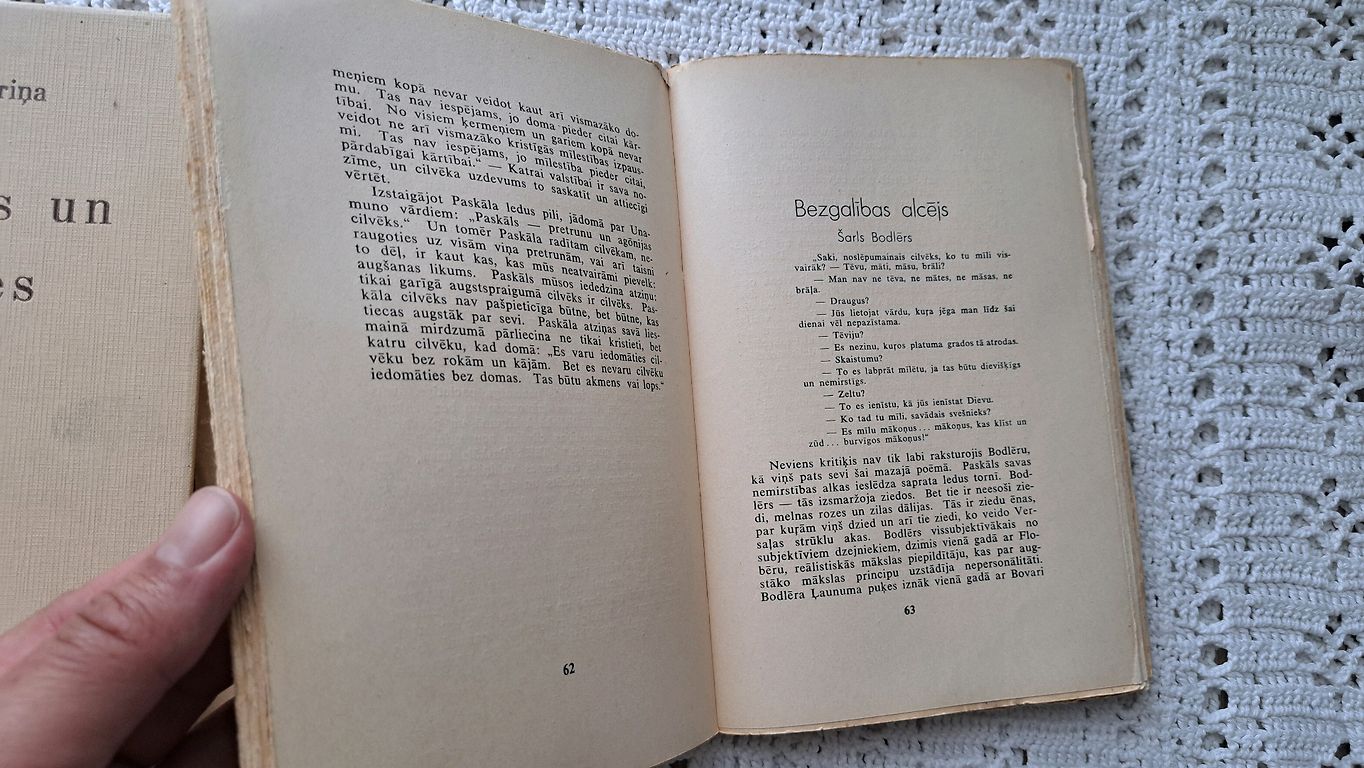 riņa
s un
es
meņiem kopā nevar veidot kaut arī vismazāko do-
mu. Tas nav iespējams, jo doma pieder citai kār-
tībai. No visiem ķermeņiem un gariem kopā nevar
veidot ne arī vismazāko kristīgās mīlestības izpaus-
mi. Tas nav iespējams, jo mīlestība pieder citai,
pārdabīgai kārtībai.“ — Katrai valstībai ir sava no-
zīme, un cilvēka uzdevums to saskatīt un attiecīgi
vērtēt.
Izstaigājot Paskāla ledus pili, jādomā par Una-
muno vārdiem: „Paskāls — pretrunu un agōnijas
cilvēks.“ Un tomēr Paskāla radītam cilvēkam, ne-
raugoties uz visām viņa pretrunām, vai arī taisni
to dēļ, ir kaut kas, kas mūs neatvairāmi pievelk:
augšanas likums. Paskāls mūsos iededzina atziņu:
tikai garīgā augstspraigumā cilvēks ir cilvēks. Pas-
kāla cilvēks nav pašpietiecīga būtne, bet būtne, kas
tiecas augstāk par sevi. Paskāla atziņas savā lies-
mainā mirdzumā pārliecina ne tikai kristieti, bet
katru cilvēku, kad domā: „Es varu iedomāties cil-
vēku bez rokām un kājām. Bet es nevaru cilvēku
iedomāties bez domas. Tas būtu akmens vai lops.“
62
Bezgalības alcējs
Šarls Bodlērs
„Saki, noslēpumainais cilvēks, ko tu mīli vis-
vairāk? — Tēvu, māti, māsu, brāli?
— Man nav ne tēva, ne mātes, ne māsas, ne
brāļa.
— Draugus?
— Jūs lietojat vārdu, kuŗa jēga man līdz šai
dienai vēl nepazīstama.
— Tēviju?
— Es nezinu, kuŗos platuma grados tā atrodas.
— Skaistumu?
— To es labprāt mīlētu, ja tas būtu dievišķīgs
un nemirstīgs.
— Zeltu?
— To es ienīstu, kā jūs ienīstat Dievu.
— Ko tad tu mīli, savādais svešnieks?
— Es mīlu mākoņus... mākoņus, kas klīst un
zūd... burvīgos mākoņus!“
Neviens kritiķis nav tik labi raksturojis Bodlēru,
kā viņš pats sevi šai mazajā poēmā. Paskāls savas
nemirstības alkas ieslēdza saprata ledus tornī. Bod-
lērs — tās izsmaržoja ziedos. Bet tie ir neesoši zie-
di, melnas rozes un zilas dālijas. Tās ir ziedu ēnas,
par kuŗām viņš dzied un arī tie ziedi, ko veido Ver-
saļas strūklu akas. Bodlērs vissubjektīvākais no
subjektīviem dzejniekiem, dzimis vienā gadā ar Flo-
bēru, reālistiskās mākslas piepildītāju, kas par aug-
stāko mākslas principu uzstādīja nepersonālitāti.
Bodlēra Ļaunuma puķes iznāk vienā gadā ar Bovari
63